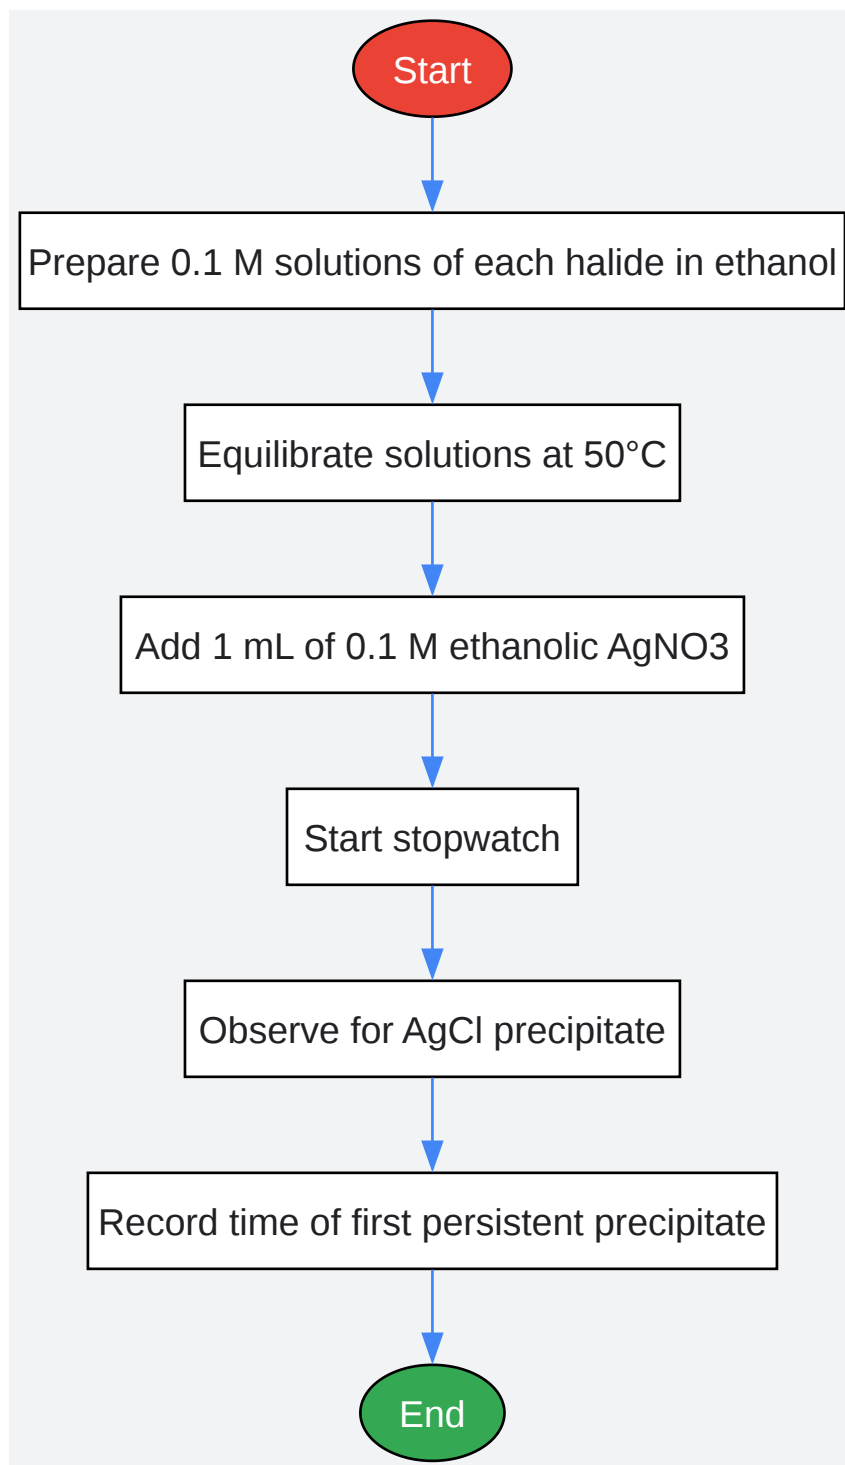 Start
Prepare 0.1 M solutions of each halide in ethanol
Equilibrate solutions at 50°C
Add 1 mL of 0.1 M ethanolic AgNO3
Start stopwatch
Observe for AgCl precipitate
Record time of first persistent precipitate
End